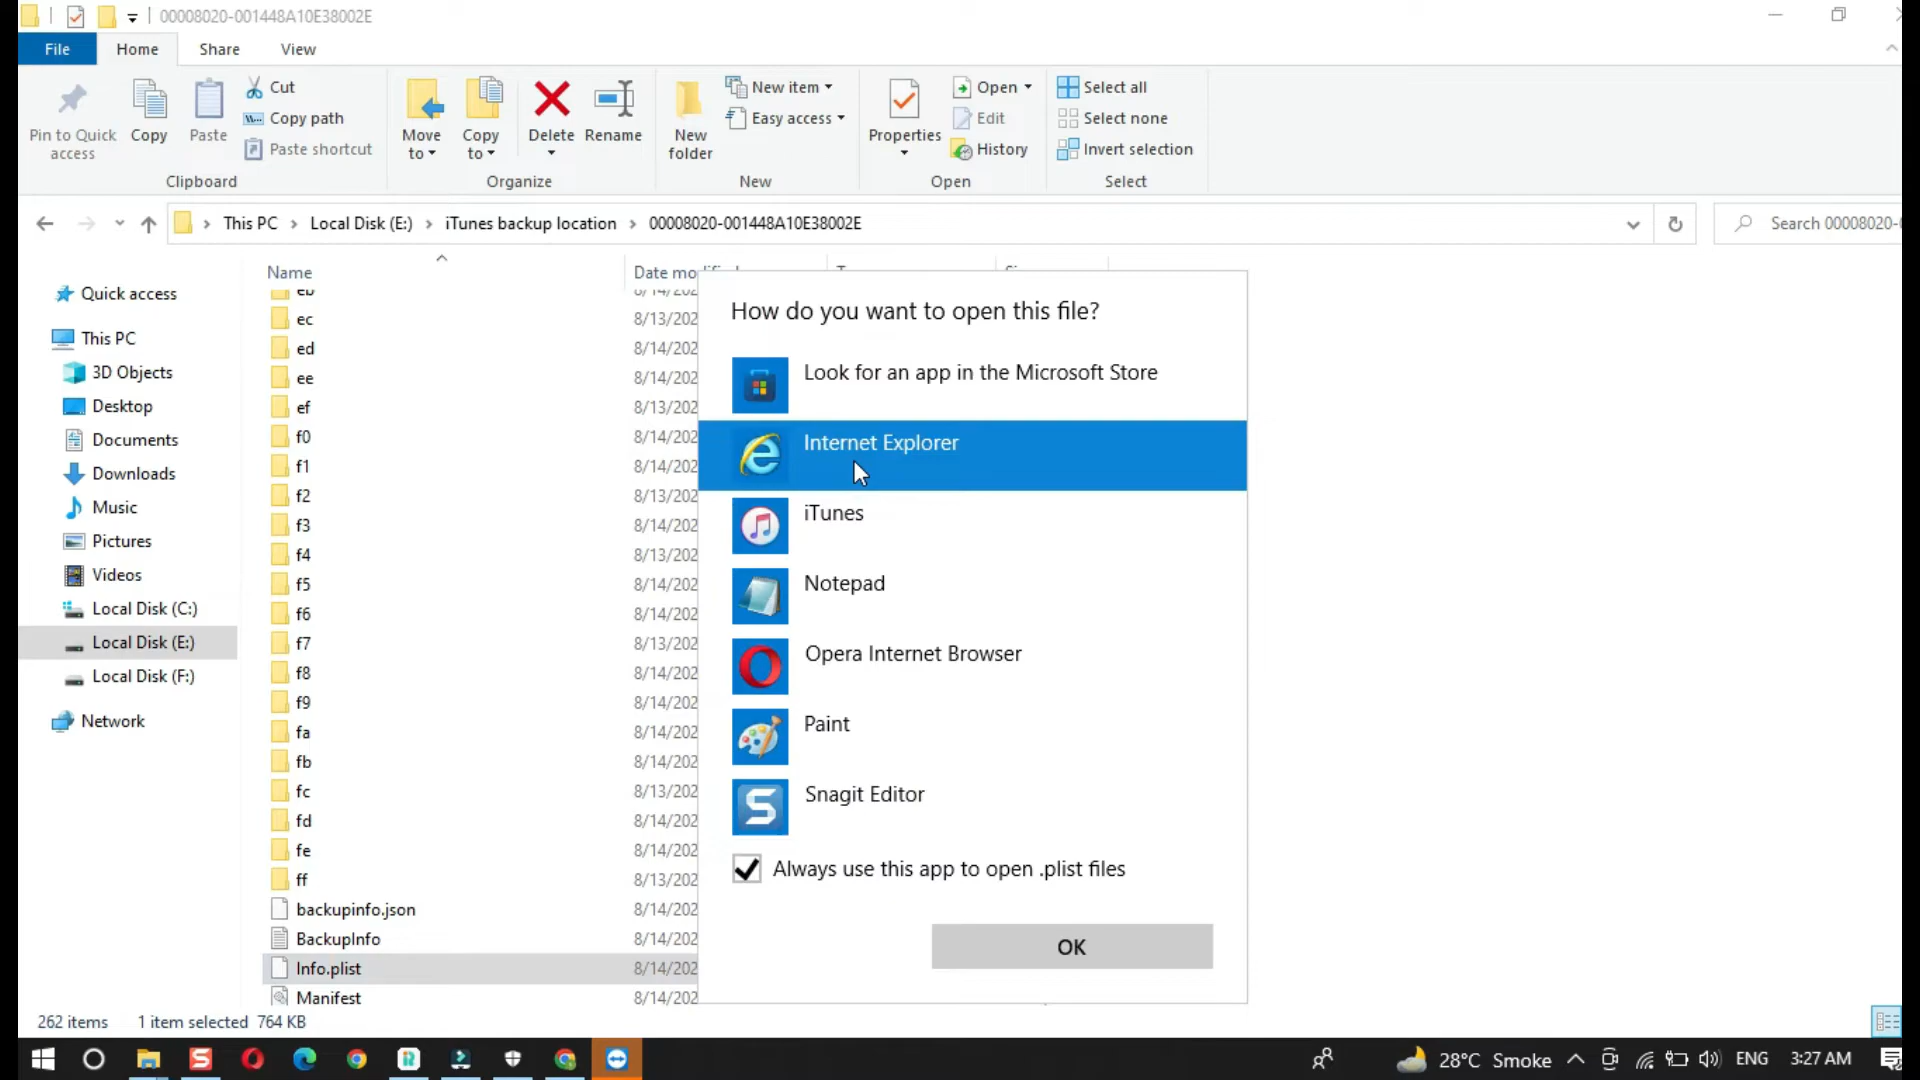 00008020-001448A10E38002E
File
Home
Share
View
Pin to Quick
access
Copy
Paste
Cut
Copy path
Paste shortcut
Clipboard
Move
to
Copy
to
Delete
Rename
Organize
New
folder
New item
Easy access
New
Properties
Open
Edit
History
Open
Select all
Select none
Invert selection
Select
This PC
Local Disk (E:)
iTunes backup location
00008020-001448A10E38002E
Search 00008020-
Name
Quick access
This PC
3D Objects
Desktop
Documents
Downloads
Music
Pictures
Videos
Local Disk (C:)
Local Disk (E:)
Local Disk (F:)
Network
eb
ec 8/13/202
ed 8/14/202
ee 8/14/202
ef 8/13/202
f0 8/14/202
f1 8/14/202
f2 8/13/202
f3 8/14/202
f4 8/13/202
f5 8/14/202
f6 8/14/202
f7 8/13/202
f8 8/14/202
f9 8/14/202
fa 8/14/202
fb 8/14/202
fc 8/13/202
fd 8/14/202
fe 8/14/202
ff 8/13/202
backupinfo.json 8/14/202
BackupInfo 8/14/202
Info.plist 8/14/202
Manifest 8/14/202
How do you want to open this file?
Look for an app in the Microsoft Store
Internet Explorer
iTunes
Notepad
Opera Internet Browser
Paint
Snagit Editor
Always use this app to open .plist files
OK
262 items
1 item selected 764 KB
28°C Smoke
ENG
3:27 AM